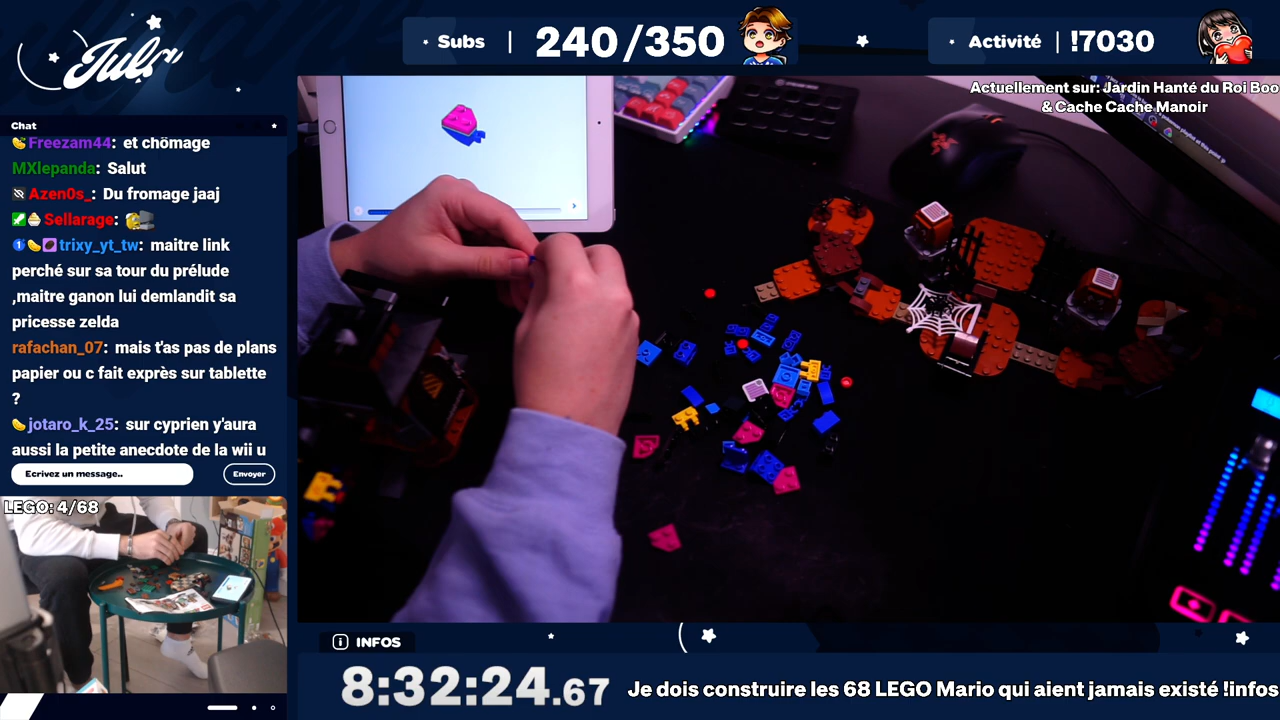 Jul
Subs | 240/350
Activité | !7030
Actuellement sur: Jardin Hanté du Roi Boo
& Cache Cache Manoir
Chat
Freezam44: et chômage
MXlepanda: Salut
Azen0s_: Du fromage jaaj
Sellarage:
trixy_yt_tw: maitre link
perché sur sa tour du prélude
,maitre ganon lui demlandit sa
pricesse zelda
rafachan_07: mais t'as pas de plans
papier ou c fait exprès sur tablette
?
jotaro_k_25: sur cyprien y'aura
aussi la petite anecdote de la wii u
Ecrivez un message..
Envoyer
LEGO: 4/68
INFOS
8:32:24.67
Je dois construire les 68 LEGO Mario qui aient jamais existé !infos